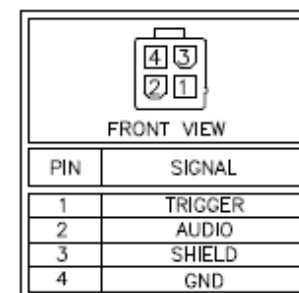 4 3
2 1
FRONT VIEW
PIN SIGNAL
1 TRIGGER
2 AUDIO
3 SHIELD
4 GND